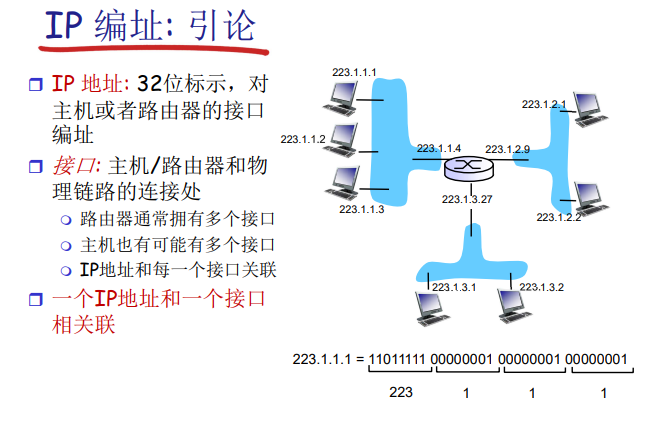 IP 编址: 引论
IP 地址: 32位标示，对
主机或者路由器的接口
编址
接口: 主机/路由器和物
理链路的连接处
路由器通常拥有多个接口
主机也有可能有多个接口
IP地址和每一个接口关联
一个IP地址和一个接口
相关联
223.1.1.1
223.1.2.1
223.1.1.2
223.1.1.4
223.1.2.9
223.1.3.27
223.1.1.3
223.1.2.2
223.1.3.1
223.1.3.2
223.1.1.1 = 11011111 00000001 00000001 00000001
223 1 1 1